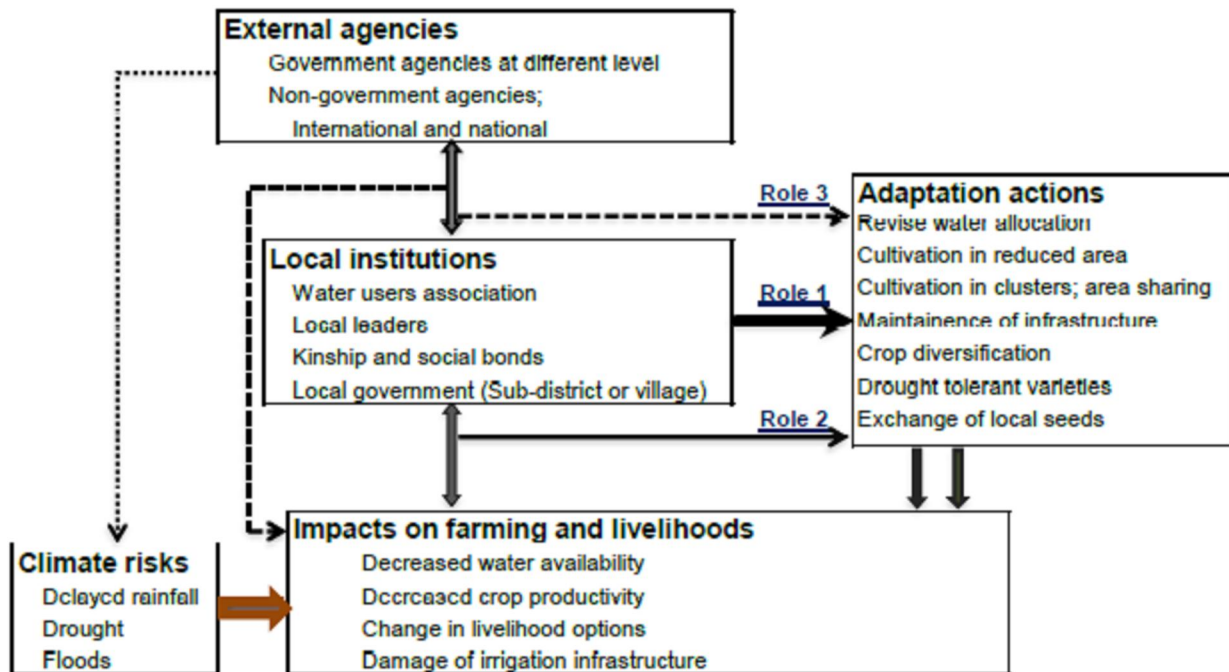 External agencies
Government agencies at different level
Non-government agencies;
International and national
Role 3
Adaptation actions
Revise water allocation
Cultivation in reduced area
Cultivation in clusters; area sharing
Maintainence of infrastructure
Crop diversification
Drought tolerant varieties
Exchange of local seeds
Local institutions
Water users association
Local leaders
Kinship and social bonds
Local government (Sub-district or village)
Role 1
Role 2
Impacts on farming and livelihoods
Decreased water availability
Decreased crop productivity
Change in livelihood options
Damage of irrigation infrastructure
Climate risks
Delayed rainfall
Drought
Floods